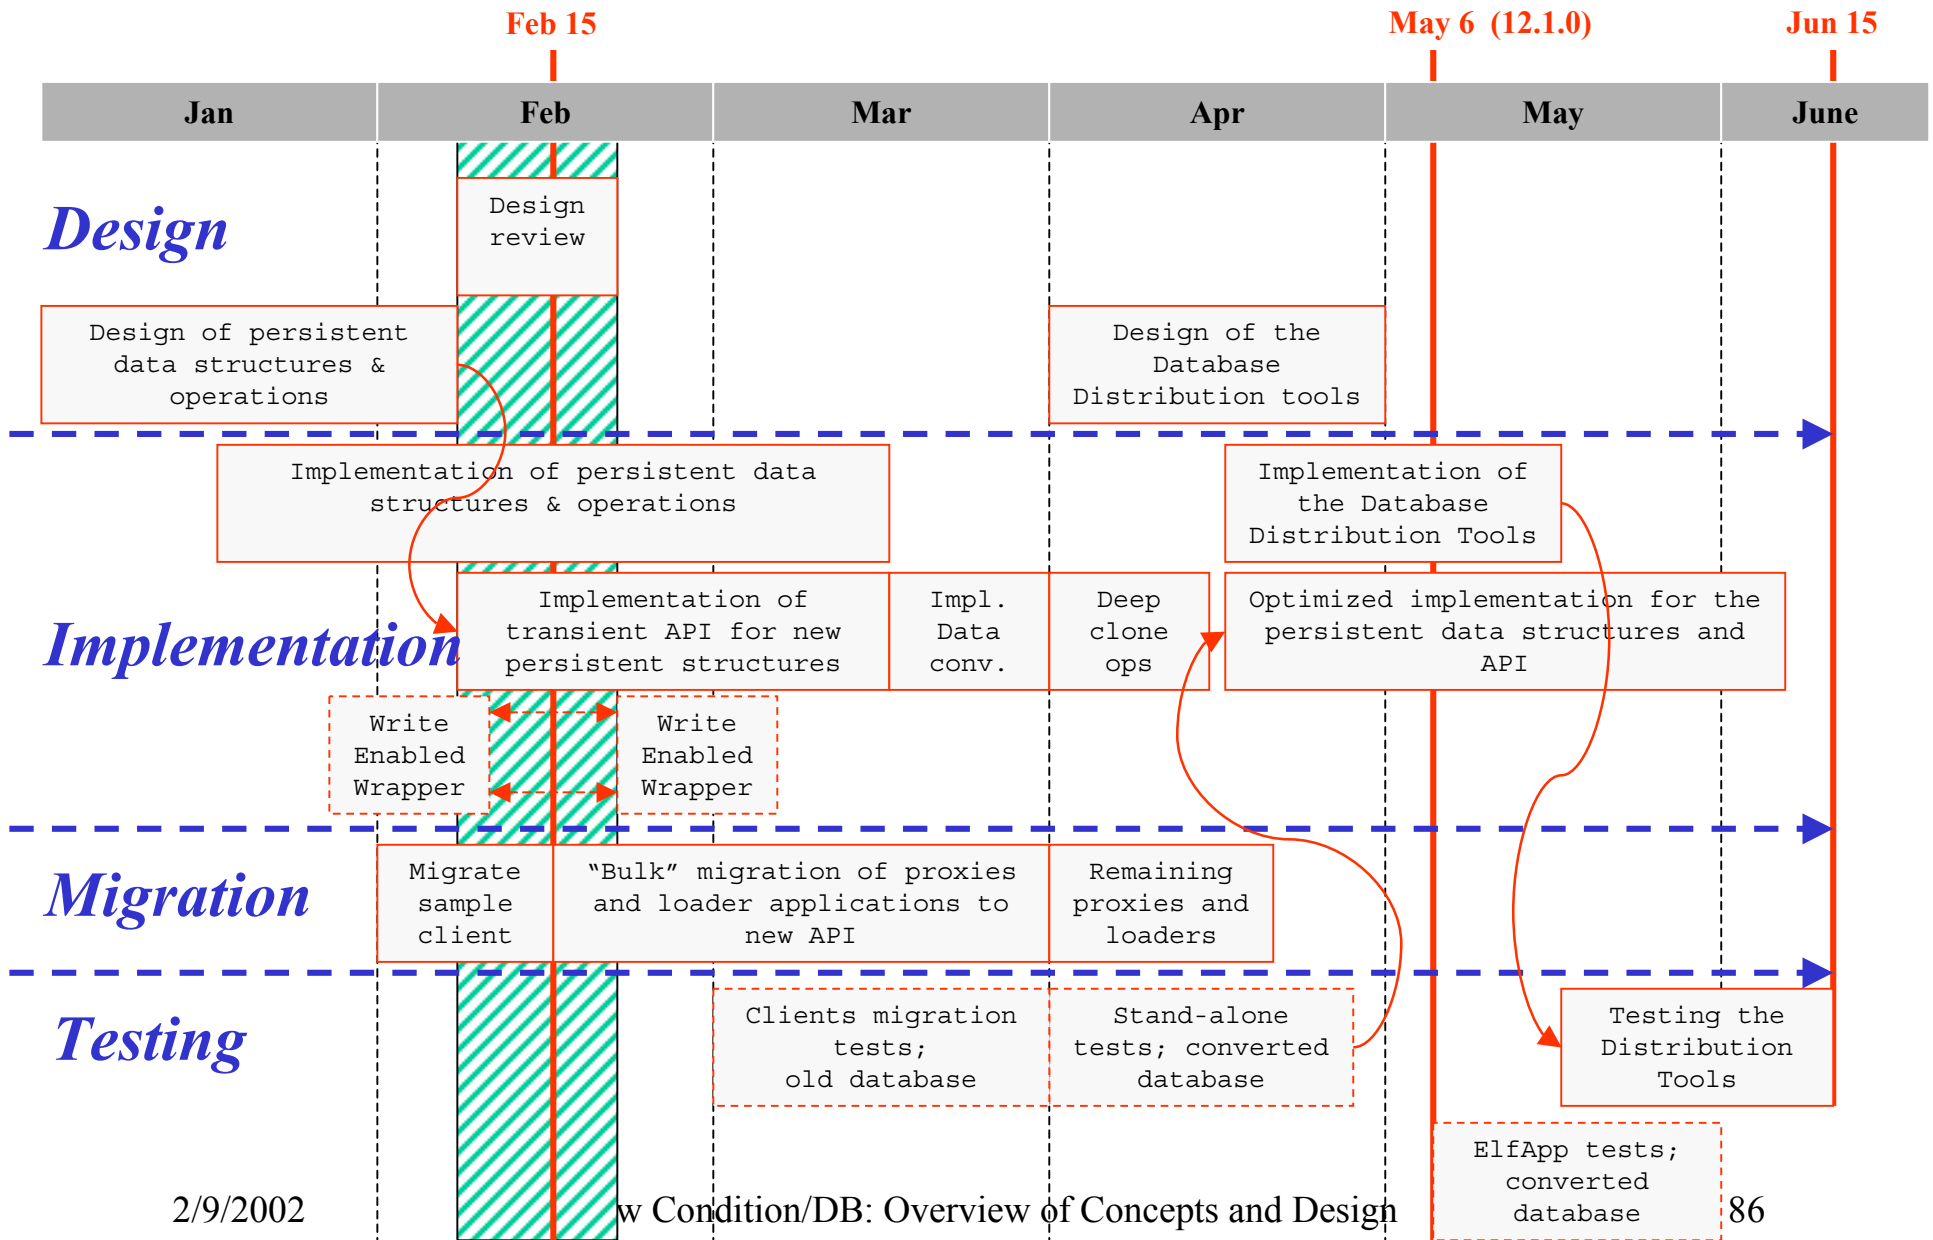 Feb 15
May 6 (12.1.0)
Jun 15
Jan
Feb
Mar
Apr
May
June
Design
Design
review
Design of persistent
data structures &
operations
Design of the
Database
Distribution tools
Implementation
Implementation of persistent data
structures & operations
Implementation of
the Database
Distribution Tools
Implementation of
transient API for new
persistent structures
Impl.
Data
conv.
Deep
clone
ops
Optimized implementation for the
persistent data structures and
API
Write
Enabled
Wrapper
Write
Enabled
Wrapper
Migration
Migrate
sample
client
“Bulk” migration of proxies
and loader applications to
new API
Remaining
proxies and
loaders
Testing
Clients migration
tests;
old database
Stand-alone
tests; converted
database
Testing the
Distribution
Tools
ElfApp tests;
converted
database
2/9/2002
w Condition/DB: Overview of Concepts and Design
86